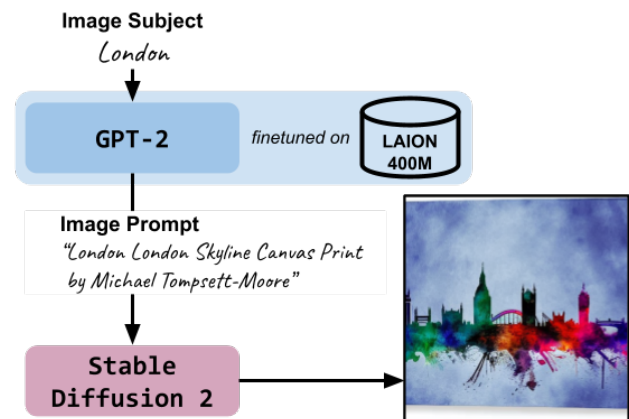 Image Subject
London
GPT-2
finetuned on
LAION
400M
Image Prompt
“London London Skyline Canvas Print
by Michael Tompsett-Moore”
Stable
Diffusion 2